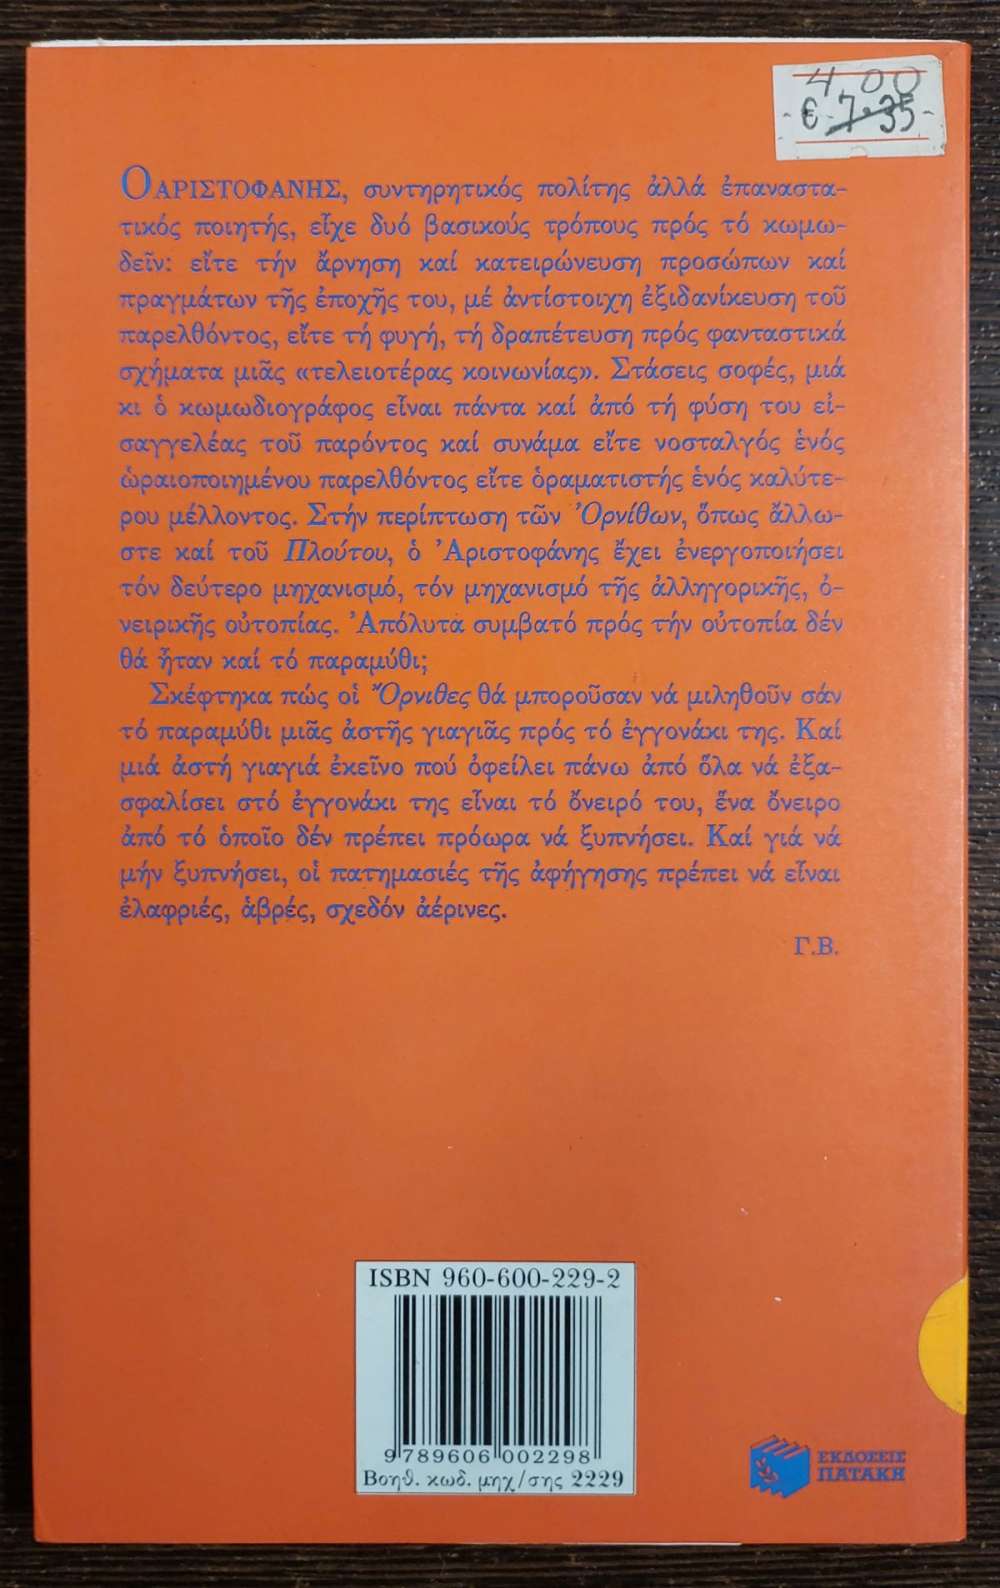 4 00
€ 7.35
Ὁ ΑΡΙΣΤΟΦΑΝΗΣ, συντηρητικός πολίτης ἀλλά ἐπαναστα-
τικός ποιητής, εἶχε δυό βασικούς τρόπους πρός τό κωμω-
δεῖν: εἴτε τήν ἄρνηση καί κατειρώνευση προσώπων καί
πραγμάτων τῆς ἐποχῆς του, μέ ἀντίστοιχη ἐξιδανίκευση τοῦ
παρελθόντος, εἴτε τή φυγή, τή δραπέτευση πρός φανταστικά
σχήματα μιᾶς «τελειοτέρας κοινωνίας». Στάσεις σοφές, μιά
κι ὁ κωμωδιογράφος εἶναι πάντα καί ἀπό τή φύση του εἰ-
σαγγελέας τοῦ παρόντος καί συνάμα εἴτε νοσταλγός ἑνός
ὡραιοποιημένου παρελθόντος εἴτε ὁραματιστής ἑνός καλύτε-
ρου μέλλοντος. Στήν περίπτωση τῶν Ὀρνίθων, ὅπως ἄλλω-
στε καί τοῦ Πλούτου, ὁ Ἀριστοφάνης ἔχει ἐνεργοποιήσει
τόν δεύτερο μηχανισμό, τόν μηχανισμό τῆς ἀλληγορικῆς, ὀ-
νειρικῆς οὐτοπίας. Ἀπόλυτα συμβατό πρός τήν οὐτοπία δέν
θά ἦταν καί τό παραμύθι;
Σκέφτηκα πώς οἱ Ὄρνιθες θά μποροῦσαν νά μιληθοῦν σάν
τό παραμύθι μιᾶς ἀστῆς γιαγιᾶς πρός τό ἐγγονάκι της. Καί
μιά ἀστή γιαγιά ἐκεῖνο πού ὀφείλει πάνω ἀπό ὅλα νά ἐξα-
σφαλίσει στό ἐγγονάκι της εἶναι τό ὄνειρό του, ἕνα ὄνειρο
ἀπό τό ὁποῖο δέν πρέπει πρόωρα νά ξυπνήσει. Καί γιά νά
μήν ξυπνήσει, οἱ πατημασιές τῆς ἀφήγησης πρέπει νά εἶναι
ἐλαφριές, ἁβρές, σχεδόν ἀέρινες.
Γ.Β.
ISBN 960-600-229-2
9 789606 002298
Βοηθ. κωδ. μηχ/σης 2229
ΕΚΔΟΣΕΙΣ
ΠΑΤΑΚΗ